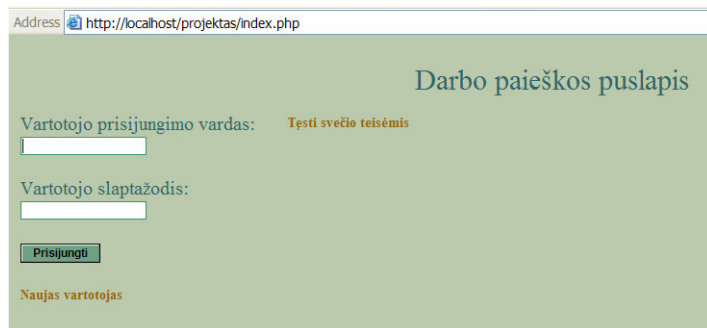 Address http://localhost/projektas/index.php
Darbo paieškos puslapis
Vartotojo prisijungimo vardas:
Tęsti svečio teisėmis
Vartotojo slaptažodis:
Prisijungti
Naujas vartotojas